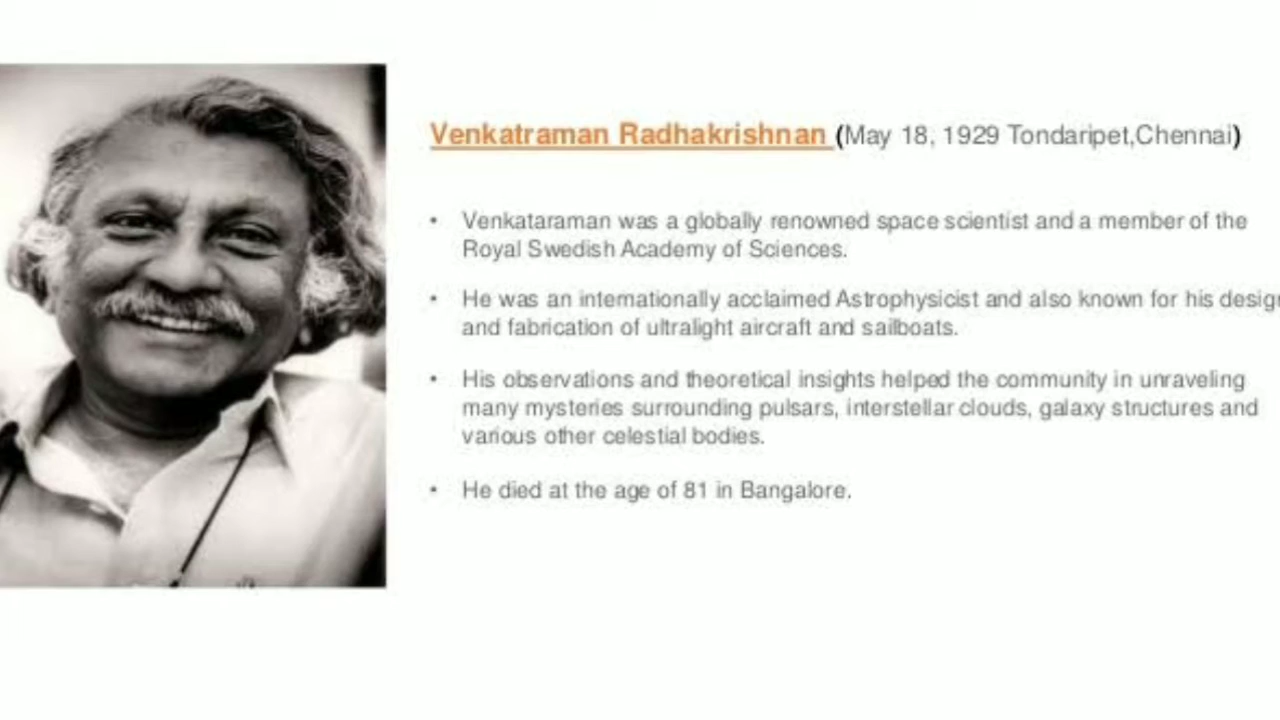 Venkatraman Radhakrishnan (May 18, 1929 Tondaripet,Chennai)
• Venkataraman was a globally renowned space scientist and a member of the
Royal Swedish Academy of Sciences.
• He was an internationally acclaimed Astrophysicist and also known for his design
and fabrication of ultralight aircraft and sailboats.
• His observations and theoretical insights helped the community in unraveling
many mysteries surrounding pulsars, interstellar clouds, galaxy structures and
various other celestial bodies.
• He died at the age of 81 in Bangalore.